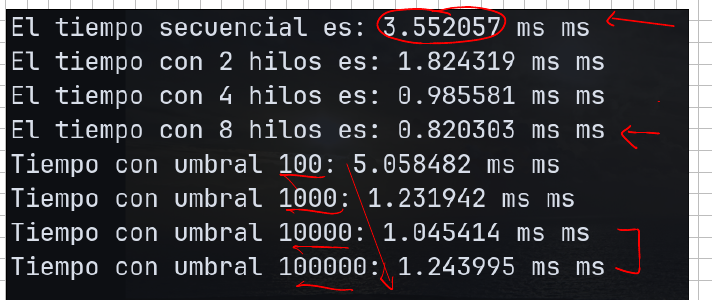 El tiempo secuencial es: 3.552057 ms ms
El tiempo con 2 hilos es: 1.824319 ms ms
El tiempo con 4 hilos es: 0.985581 ms ms
El tiempo con 8 hilos es: 0.820303 ms ms
Tiempo con umbral 100: 5.058482 ms ms
Tiempo con umbral 1000: 1.231942 ms ms
Tiempo con umbral 10000: 1.045414 ms ms
Tiempo con umbral 100000: 1.243995 ms ms